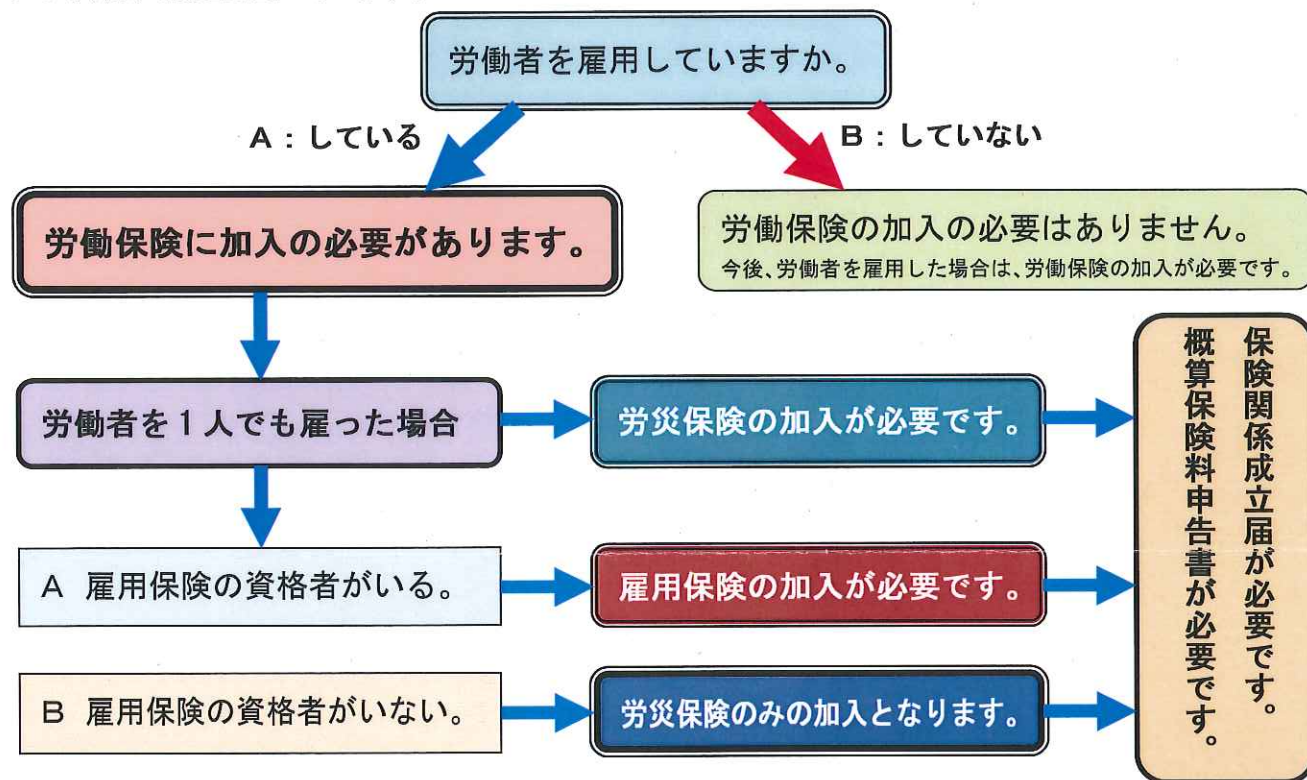 労働者を雇用していますか。
A：している
B：していない
労働保険に加入の必要があります。
労働保険の加入の必要はありません。
今後、労働者を雇用した場合は、労働保険の加入が必要です。
労働者を１人でも雇った場合
労災保険の加入が必要です。
A 雇用保険の資格者がいる。
雇用保険の加入が必要です。
B 雇用保険の資格者がいない。
労災保険のみの加入となります。
保険関係成立届が必要です。
概算保険料申告書が必要です。